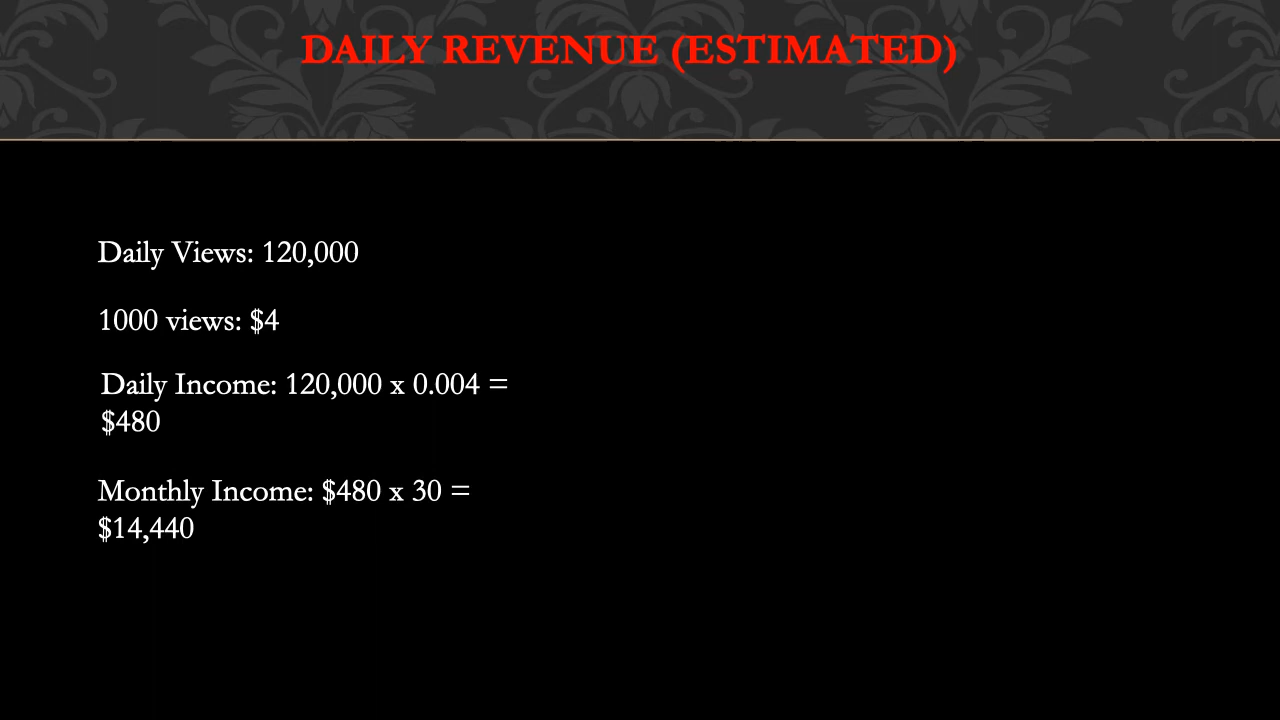 DAILY REVENUE (ESTIMATED)
Daily Views: 120,000
1000 views: $4
Daily Income: 120,000 x 0.004 =
$480
Monthly Income: $480 x 30 =
$14,440